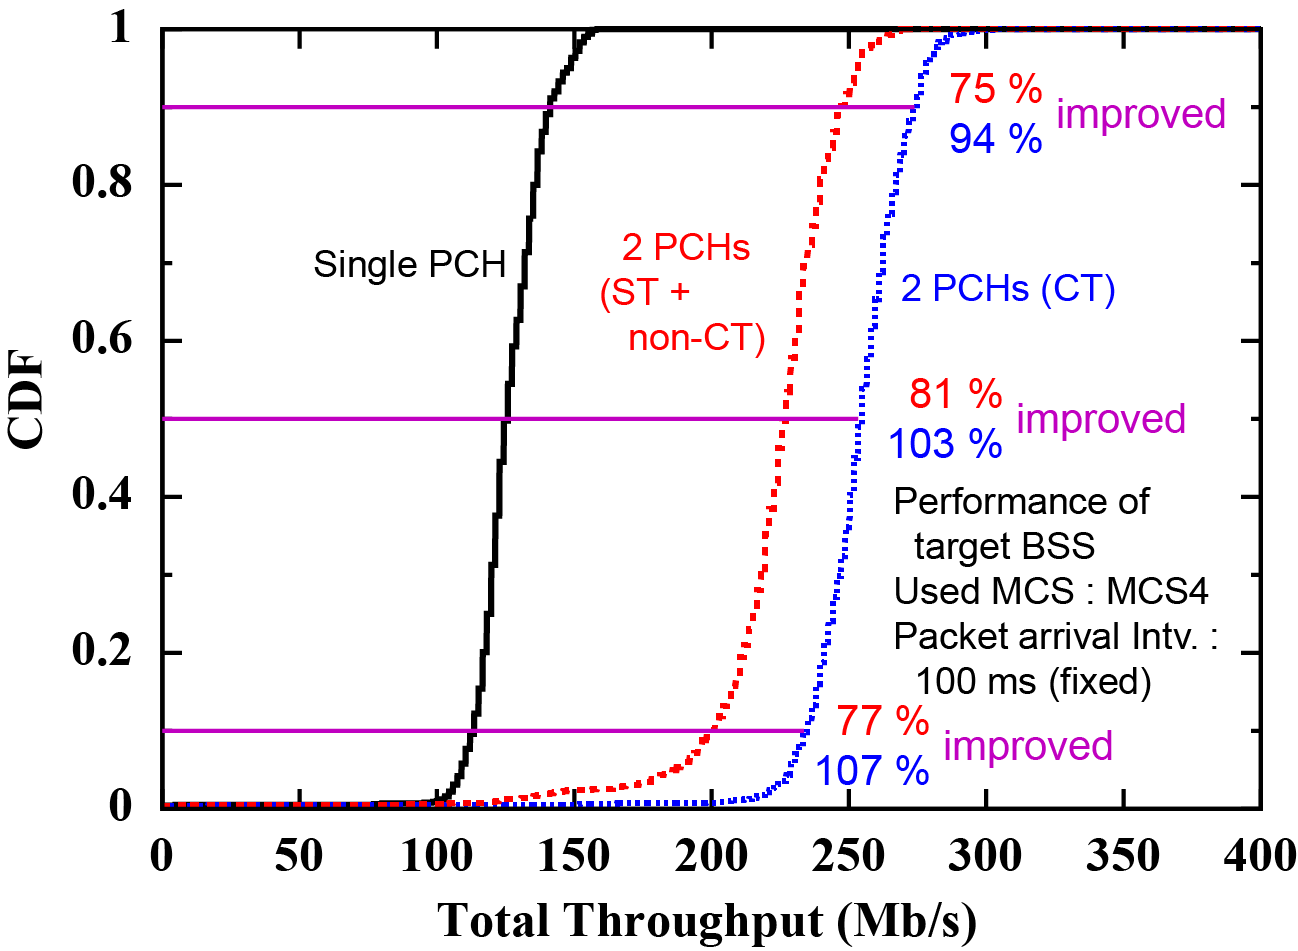 1
0.8
0.6
0.4
0.2
0
CDF
75 %
94 %
improved
Single PCH
2 PCHs
(ST +
non-CT)
2 PCHs (CT)
81 %
103 %
improved
Performance of
target BSS
Used MCS : MCS4
Packet arrival Intv. :
100 ms (fixed)
77 %
107 %
improved
0 50 100 150 200 250 300 350 400
Total Throughput (Mb/s)